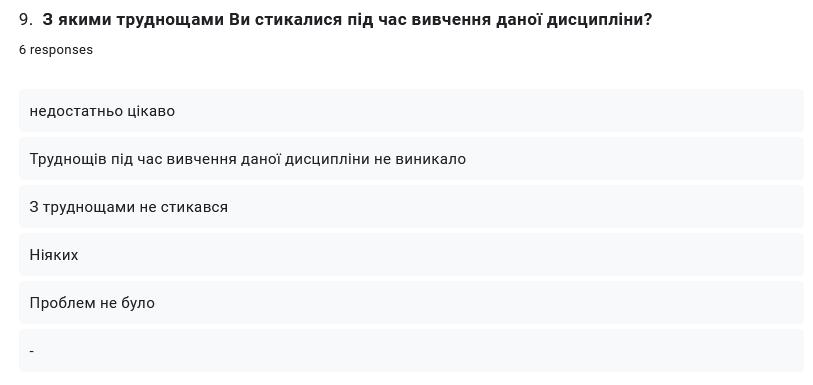 9. З якими труднощами Ви стикалися під час вивчення даної дисципліни?
6 responses
недостатньо цікаво
Труднощів під час вивчення даної дисципліни не виникало
З труднощами не стикався
Ніяких
Проблем не було
-